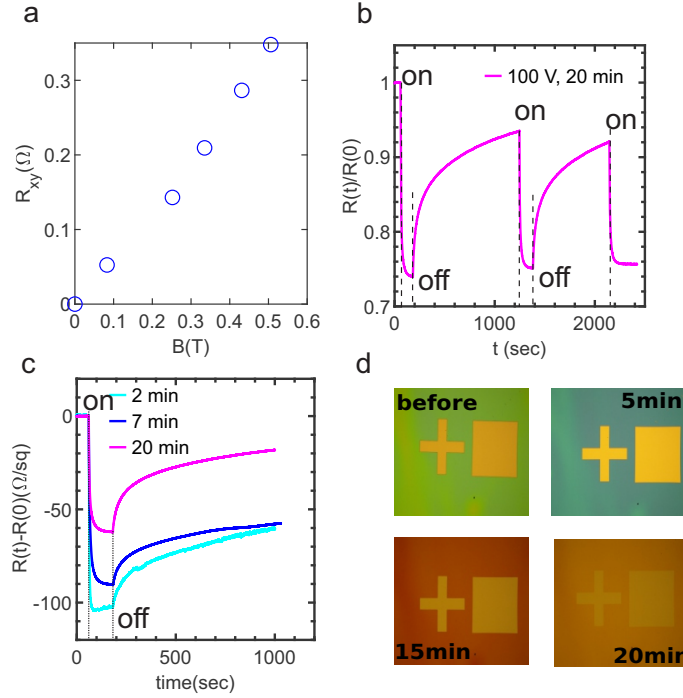 a
0.3
0.2
0.1
0
R_xy(Ω)
0 0.1 0.2 0.3 0.4 0.5 0.6
B(T)
b
on
100 V, 20 min
on
on
off
off
1
0.9
0.8
0.7
R(t)/R(0)
0 1000 2000
t (sec)
c
on
2 min
7 min
20 min
off
0
-50
-100
R(t)-R(0)(Ω/sq)
0 500 1000
time(sec)
d
before
5min
15min
20min